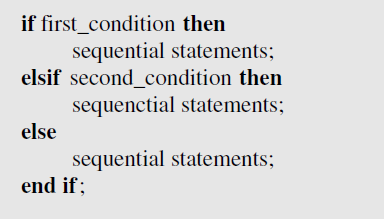 if first_condition then
sequential statements;
elsif second_condition then
sequenctial statements;
else
sequential statements;
end if;